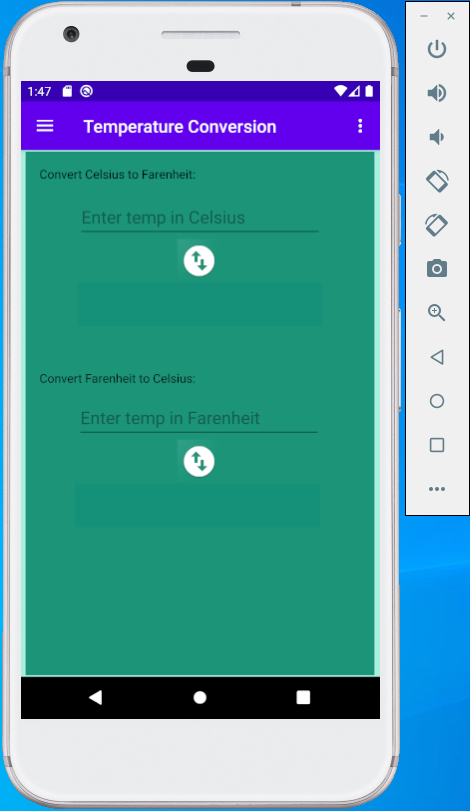 1:47
Temperature Conversion
Convert Celsius to Farenheit:
Enter temp in Celsius
Convert Farenheit to Celsius:
Enter temp in Farenheit